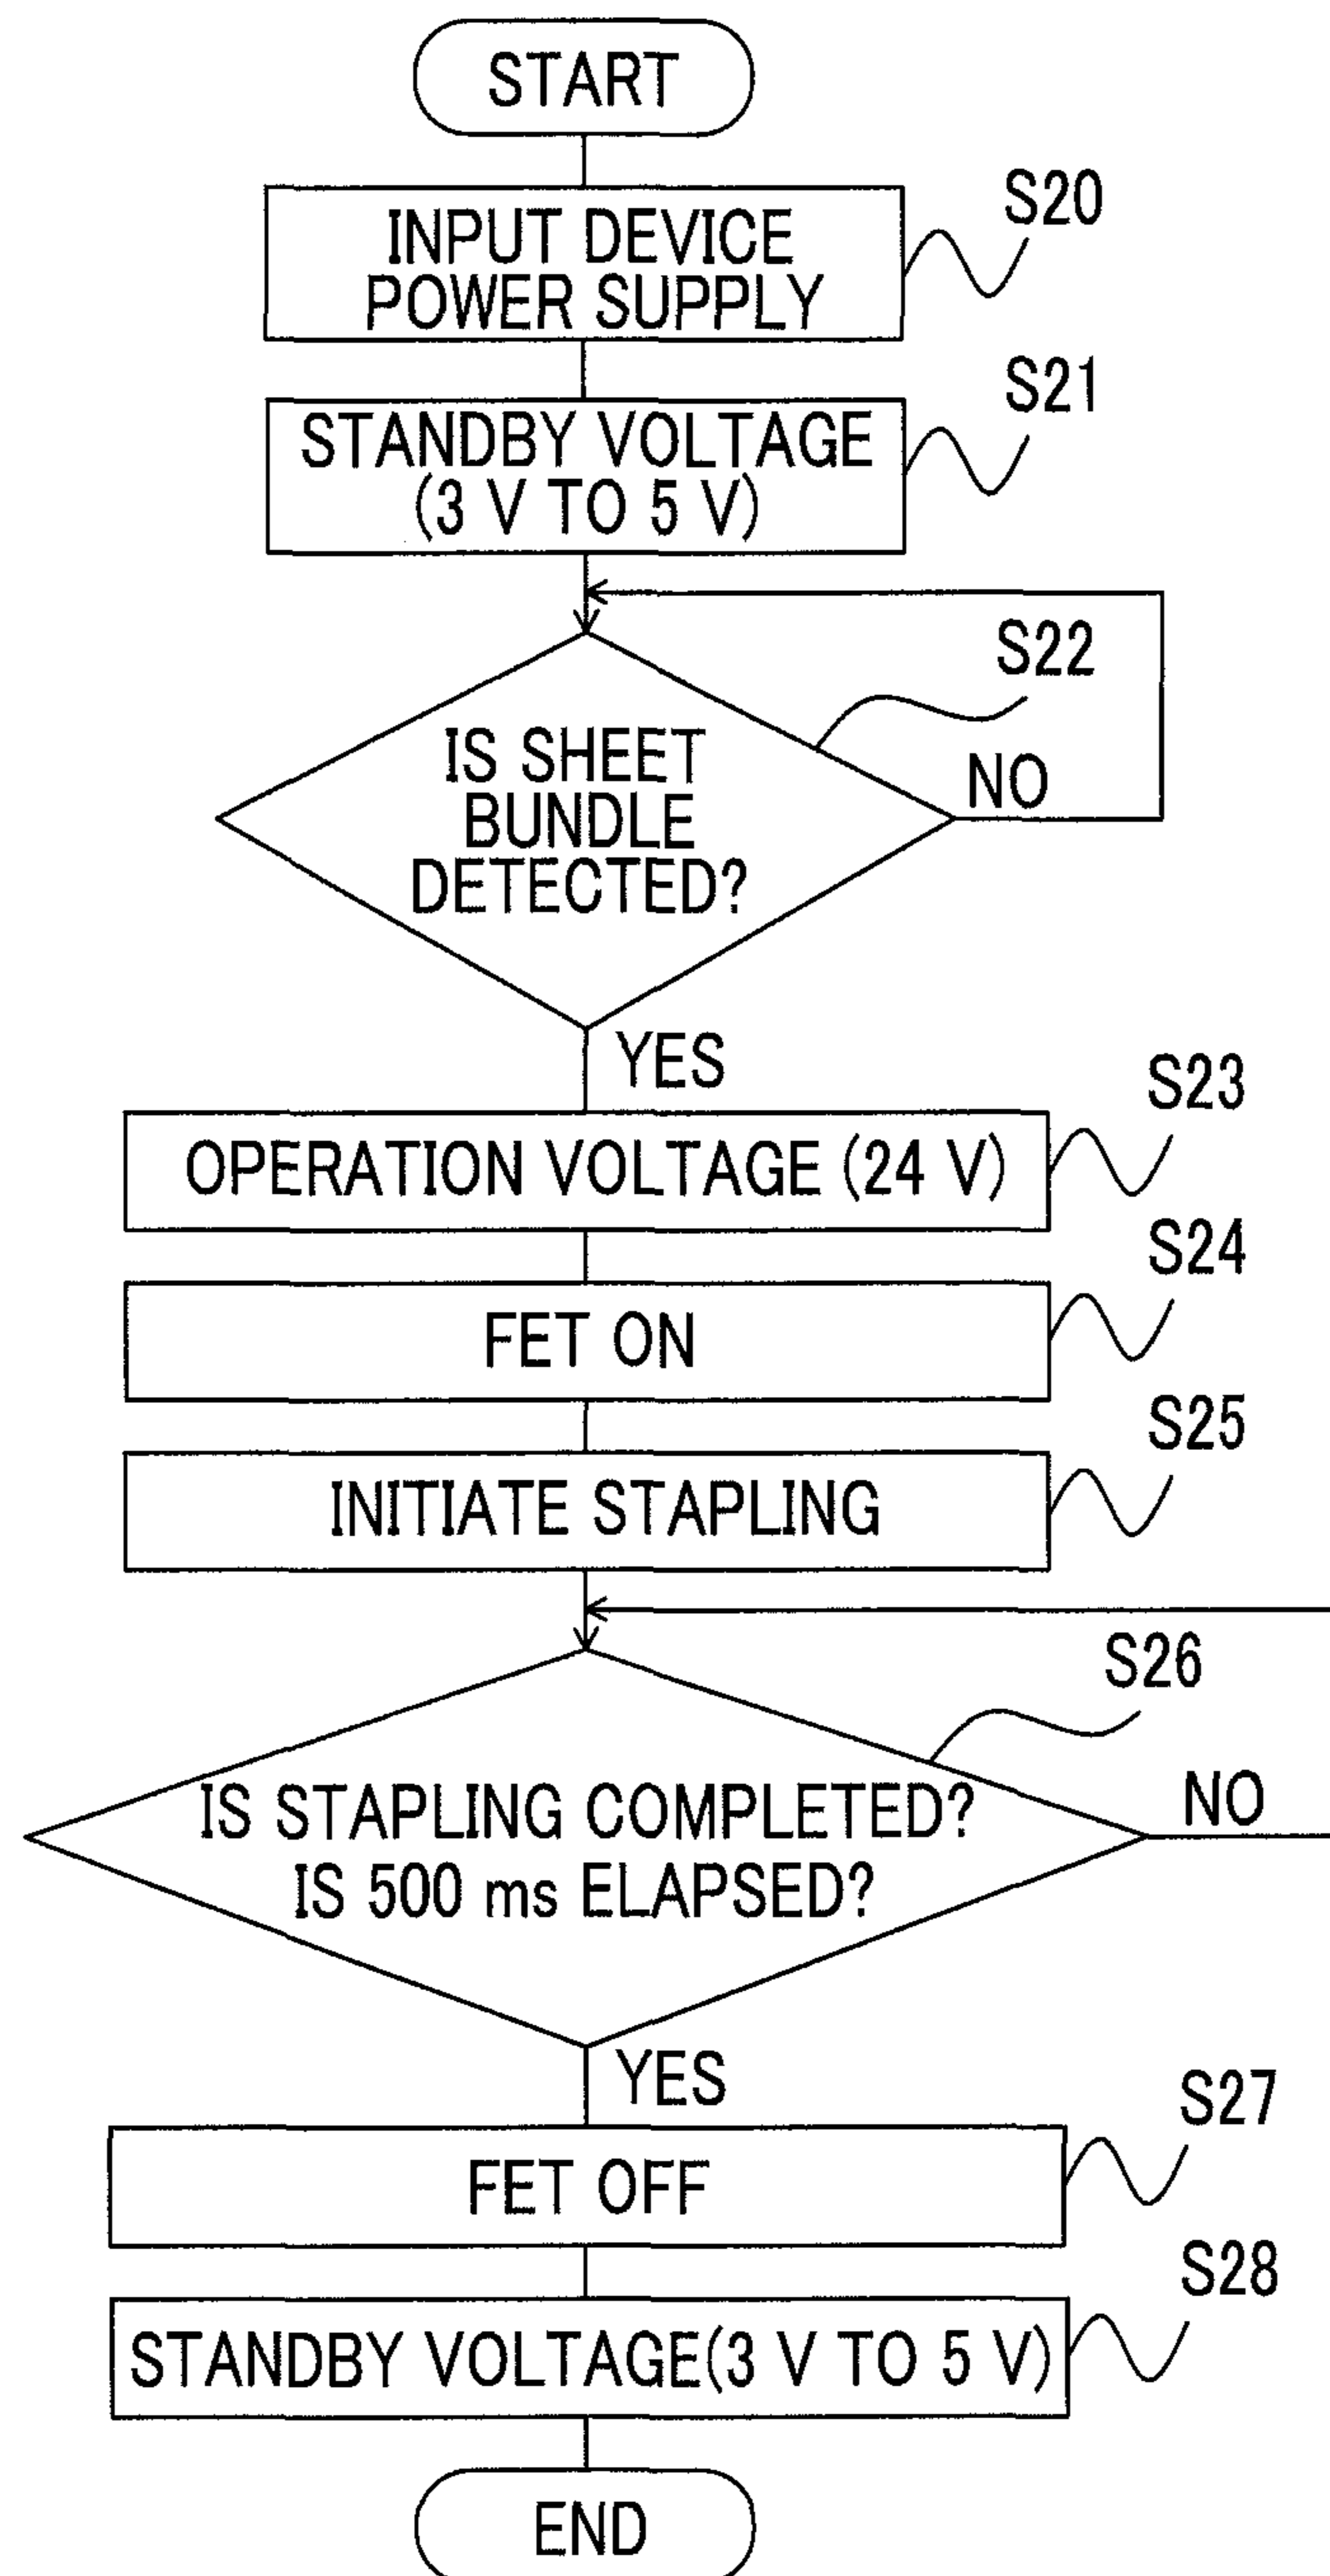 START
INPUT DEVICE
POWER SUPPLY
S20
STANDBY VOLTAGE
(3 V TO 5 V)
S21
IS SHEET
BUNDLE
DETECTED?
S22
NO
YES
OPERATION VOLTAGE (24 V)
S23
FET ON
S24
INITIATE STAPLING
S25
IS STAPLING COMPLETED?
IS 500 ms ELAPSED?
S26
NO
YES
FET OFF
S27
STANDBY VOLTAGE(3 V TO 5 V)
S28
END